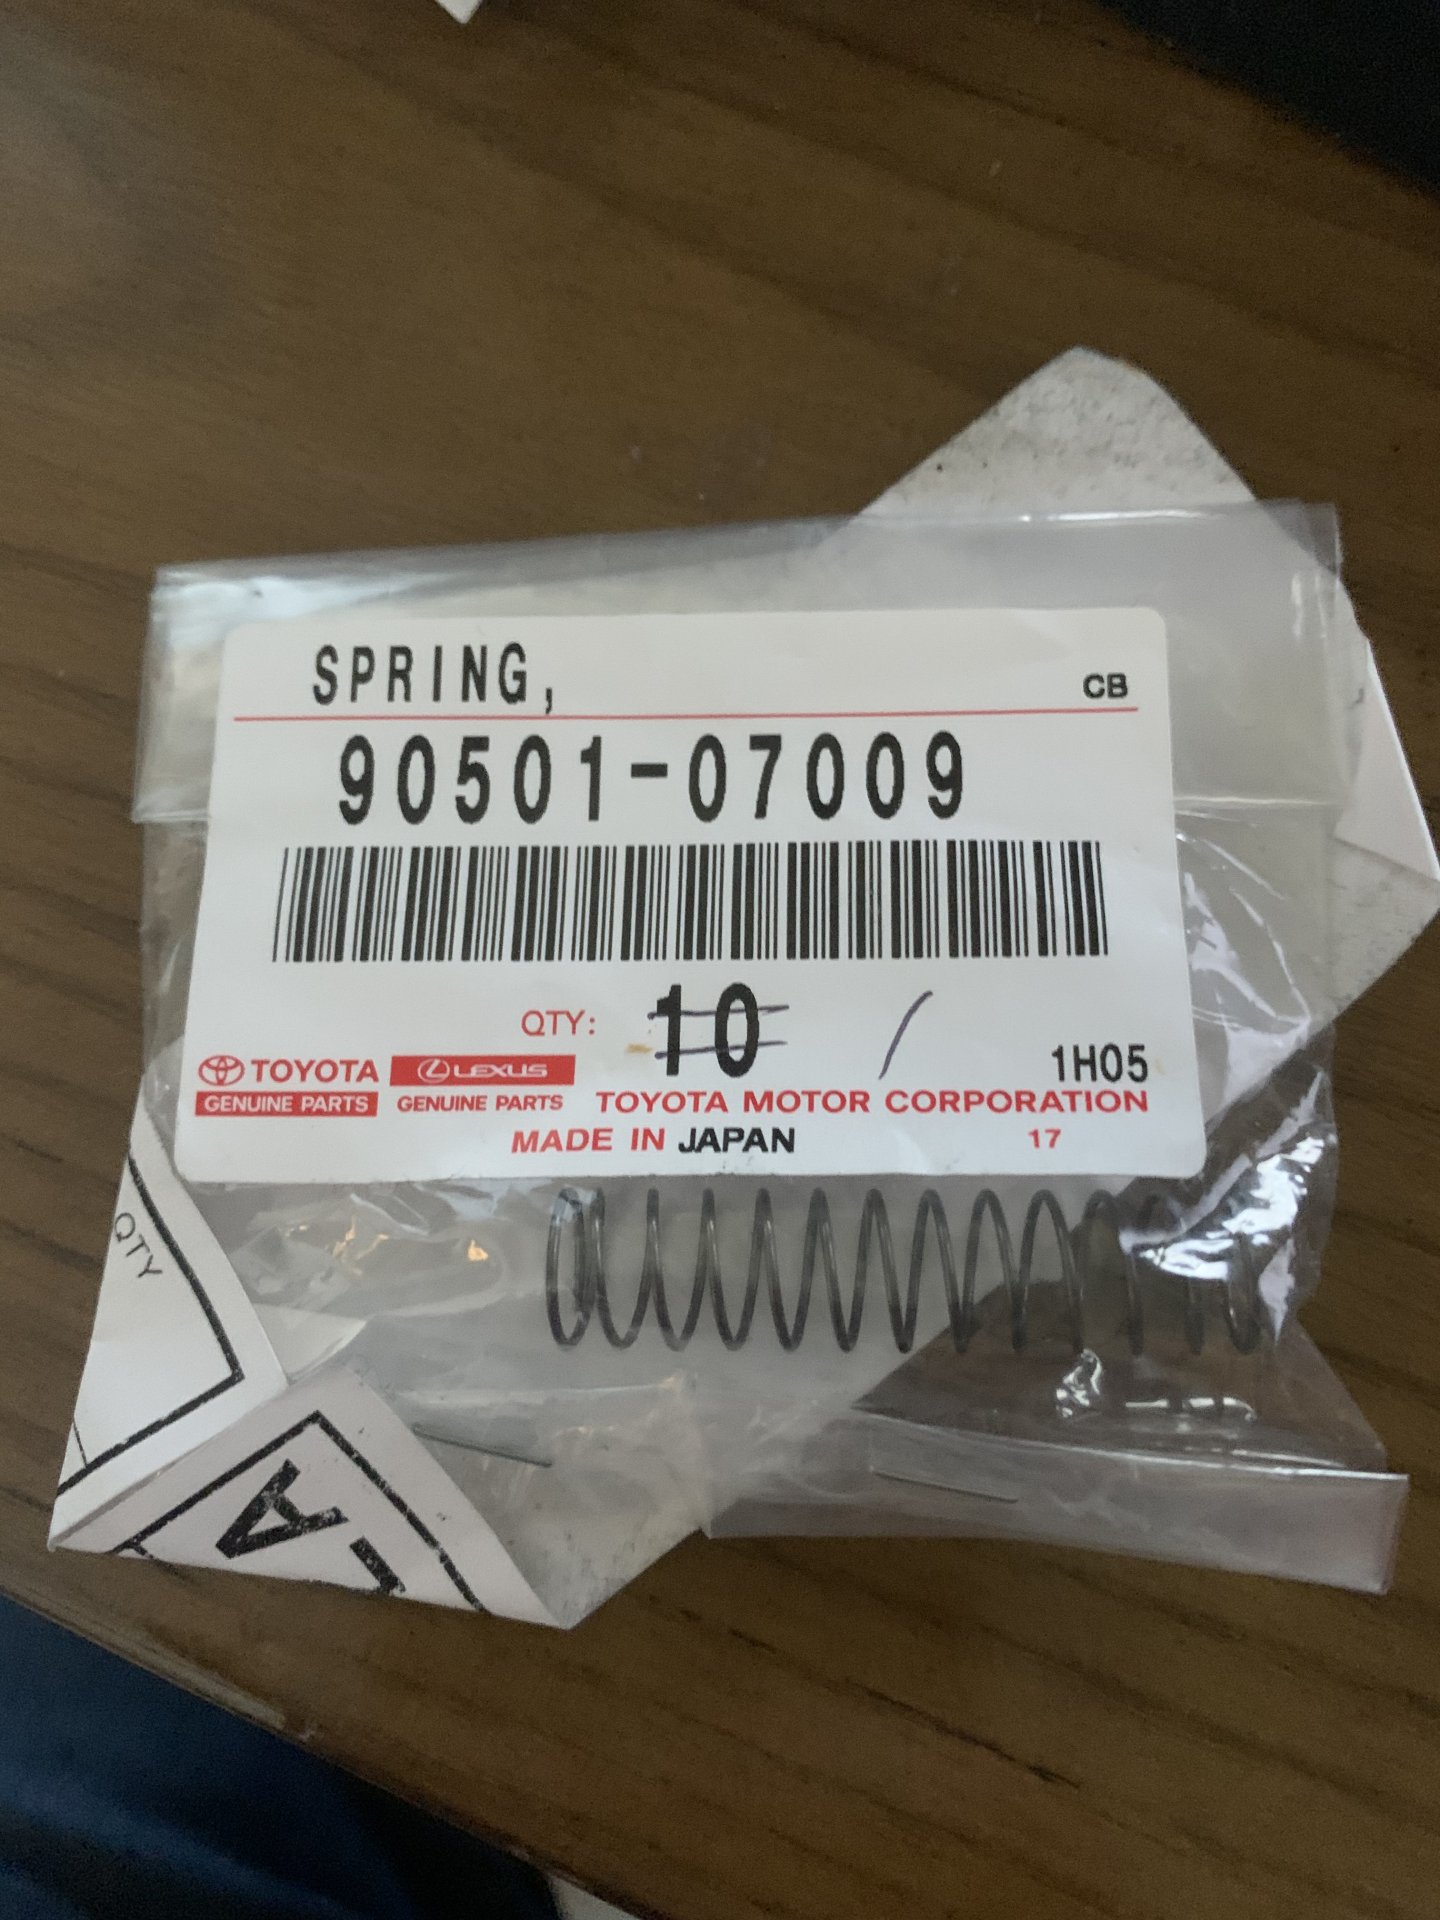 SPRING,
CB
90501-07009
QTY: 10 /
1H05
TOYOTA
LEXUS
GENUINE PARTS
GENUINE PARTS
TOYOTA MOTOR CORPORATION
MADE IN JAPAN
17
QTY
A